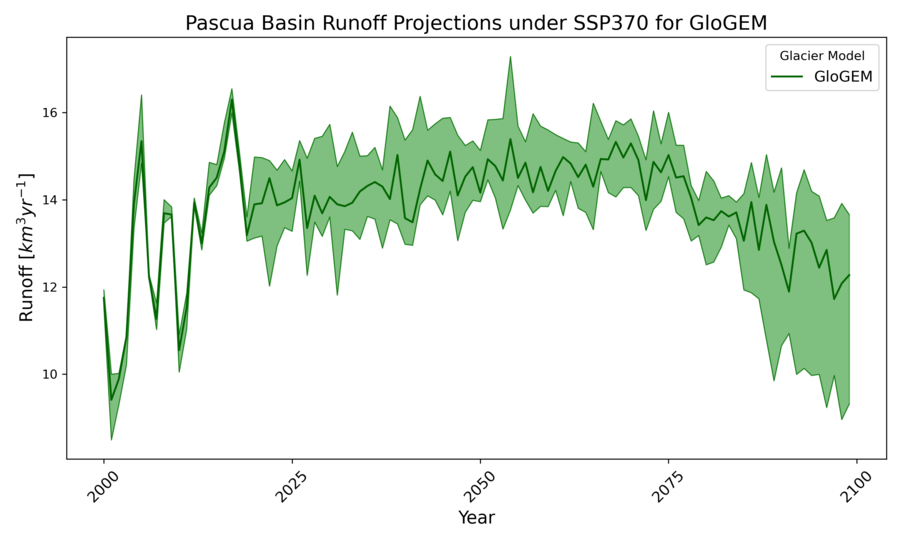 Pascua Basin Runoff Projections under SSP370 for GloGEM
Glacier Model
GloGEM
16
14
12
10
Runoff [km³yr⁻¹]
2000
2025
2050
2075
2100
Year